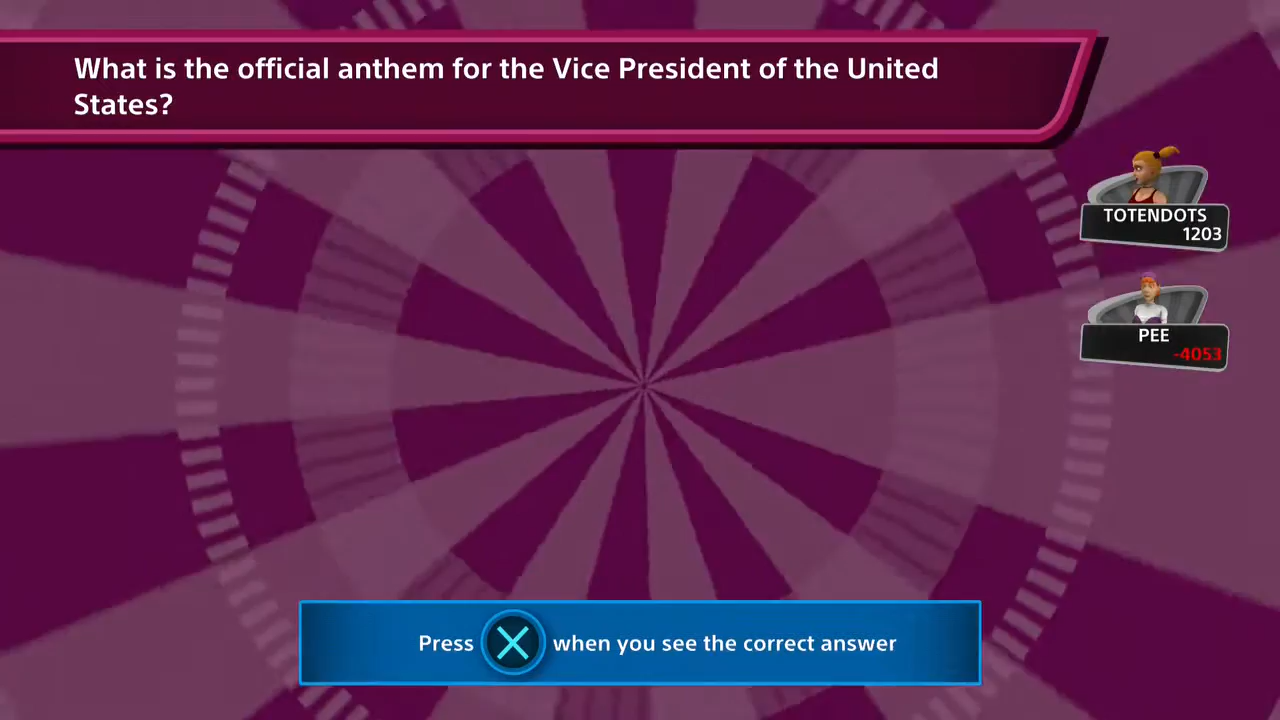 What is the official anthem for the Vice President of the United
States?
TOTENDOTS
1203
PEE
-4053
Press X when you see the correct answer